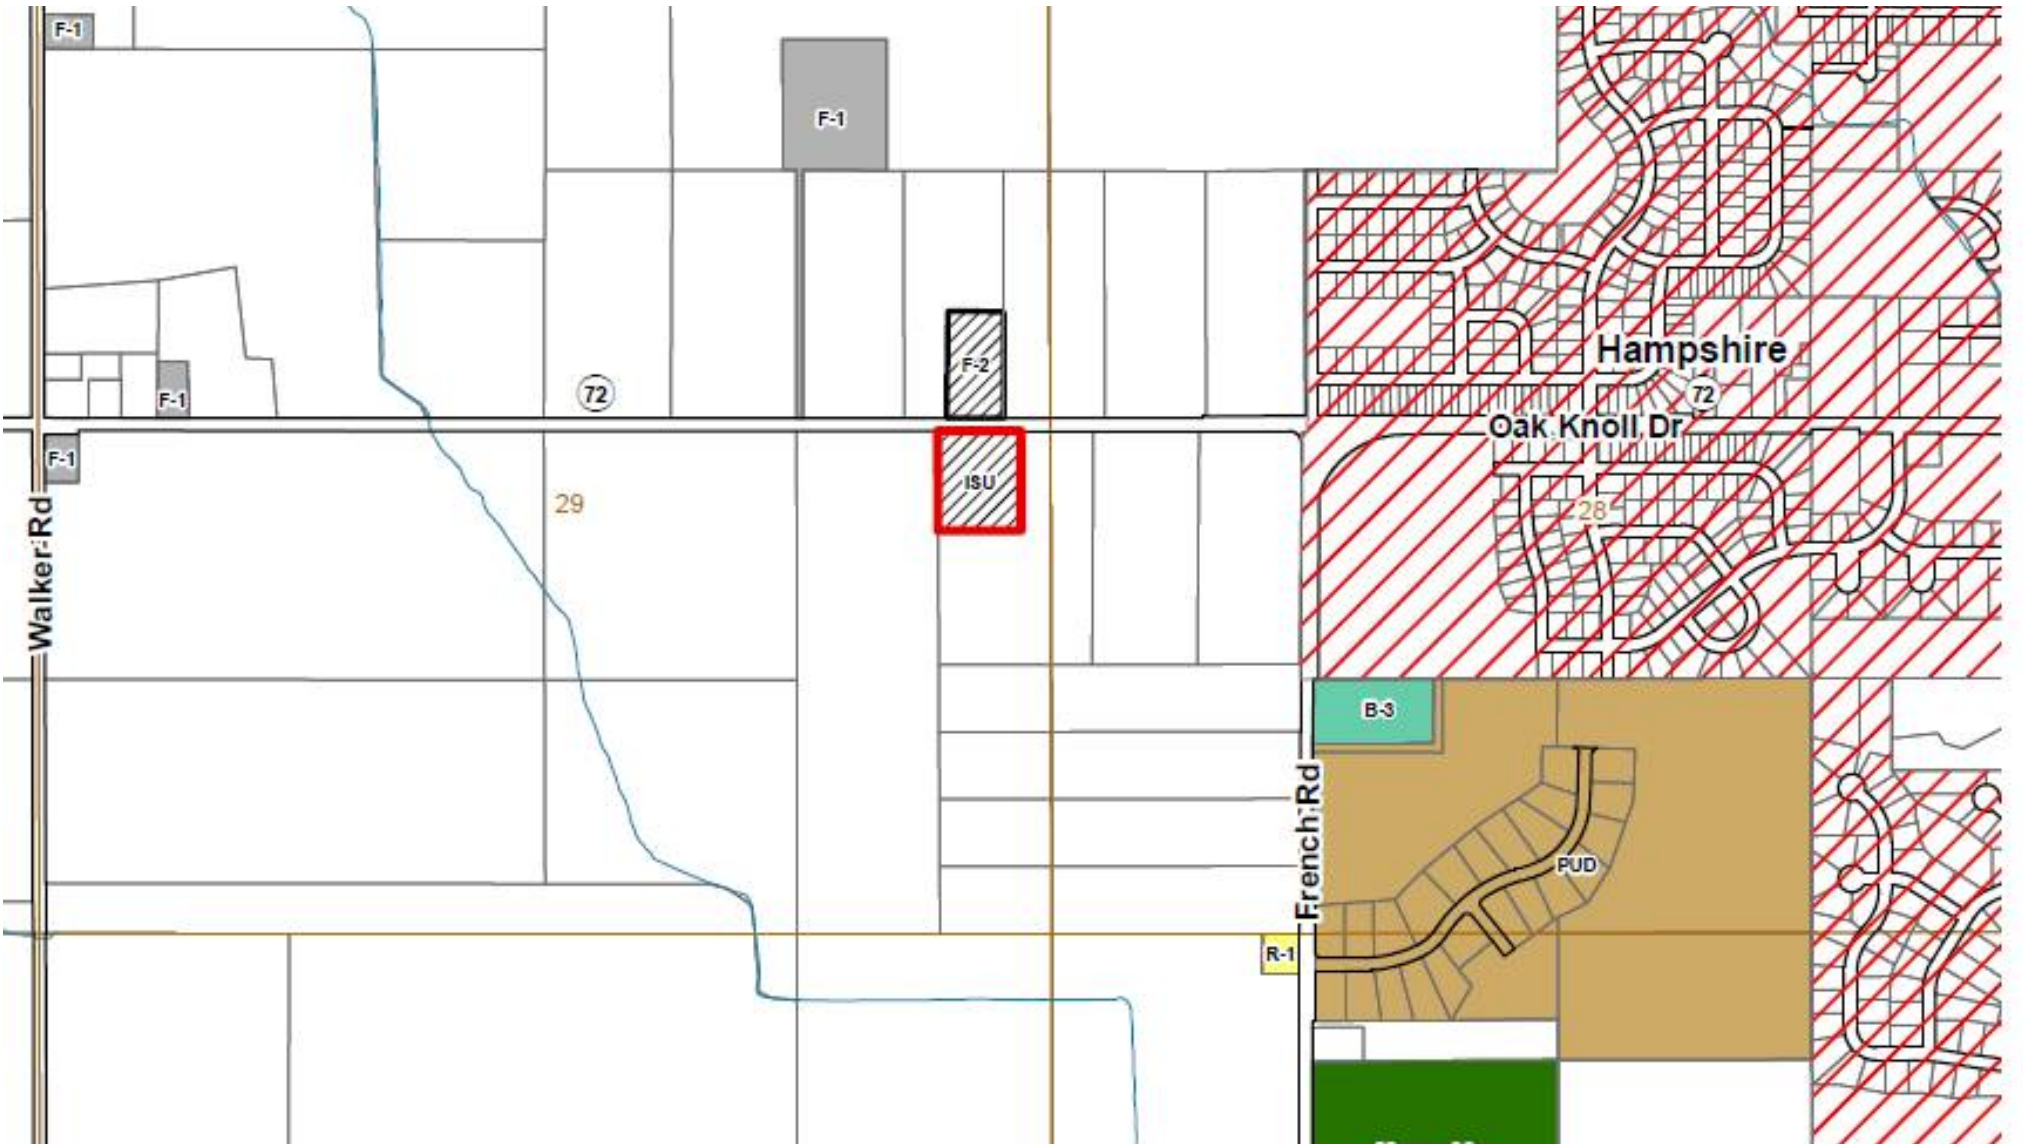 F-1
F-1
Hampshire
F-2
72
72
F-1
Oak Knoll Dr
F-1
ISU
29
28
Walker Rd
B-3
French Rd
PUD
R-1